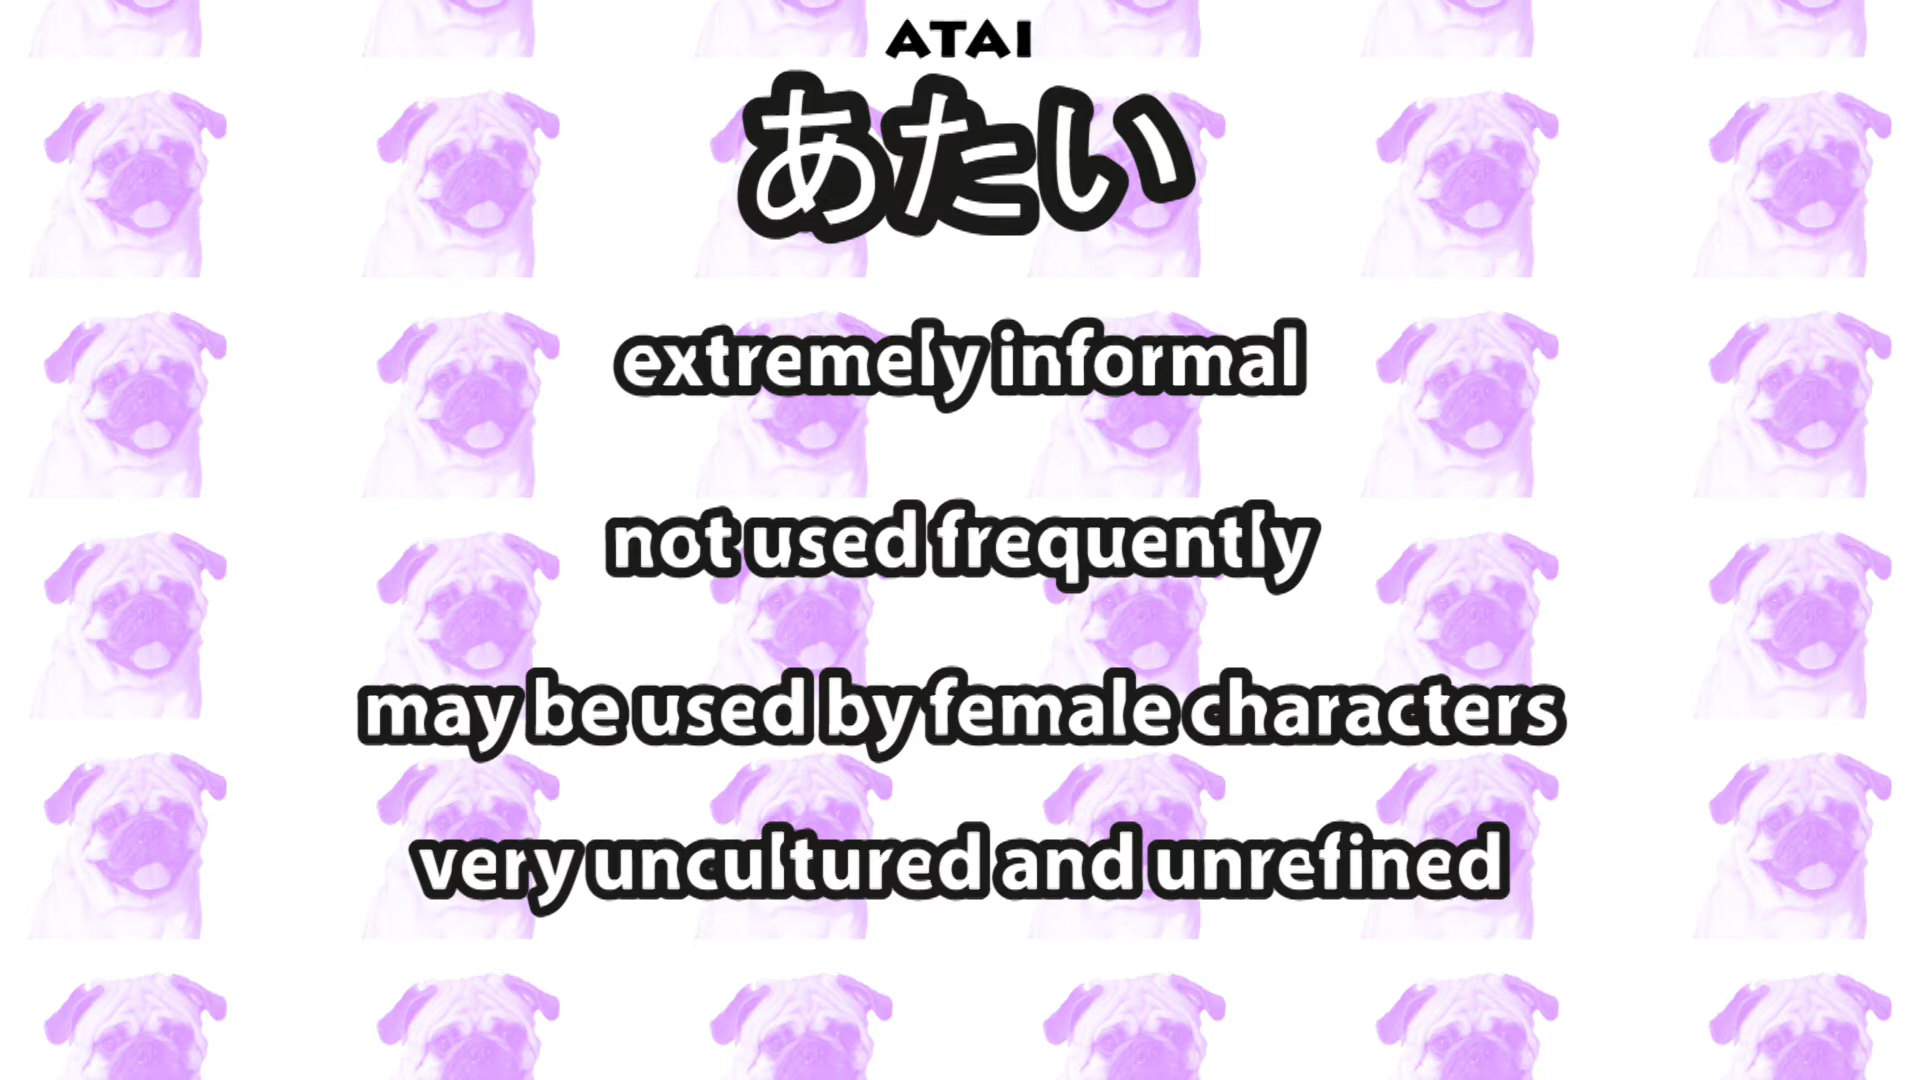 ATAI
あたい
extremely informal
not used frequently
may be used by female characters
very uncultured and unrefined